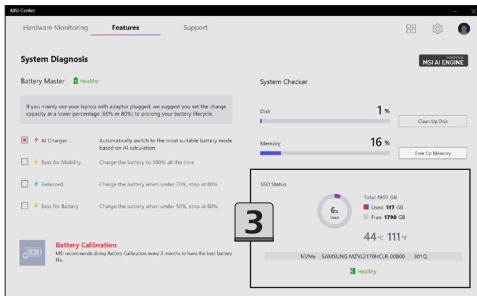 MSI Center
Hardware Monitoring
Features
Support
System Diagnosis
MSI AI ENGINE
Battery Master
Healthy
If you mainly use your laptop with adaptor plugged, we suggest you set the charge
capacity at a lower percentage (60% or 80%) to prolong your battery lifecycle.
AI Charger
Automatically switch to the most suitable battery mode
based on AI calculation
Best for Mobility
Charge the battery to 100% all the time
Balanced
Charge the battery when under 70%, stop at 80%
Best for Battery
Charge the battery when under 50%, stop at 60%
Battery Calibration
MSI recommends doing Battery Calibration every 3 months to have the best battery
life.
System Checker
Disk
1 %
Clean Up Disk
Memory
16 %
Free Up Memory
3
SSD Status
6%
Used
Total 1907 GB
Used 117 GB
Free 1790 GB
44 °C 111 °F
NVMe SAMSUNG MZVL21T0HCLR-00B00 301Q
Healthy